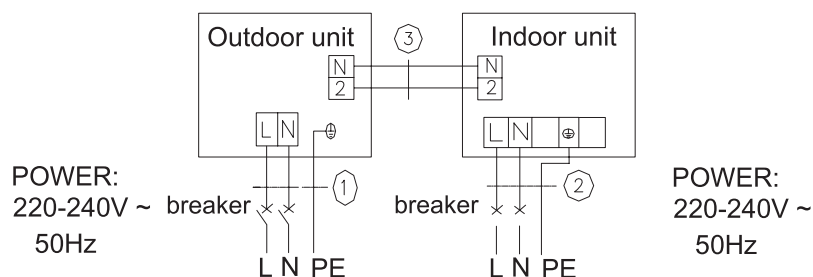 Outdoor unit
3
Indoor unit
N
2
N
2
L N
L N
POWER:
220-240V ~
50Hz
breaker
1
breaker
2
POWER:
220-240V ~
50Hz
L N PE
L N PE